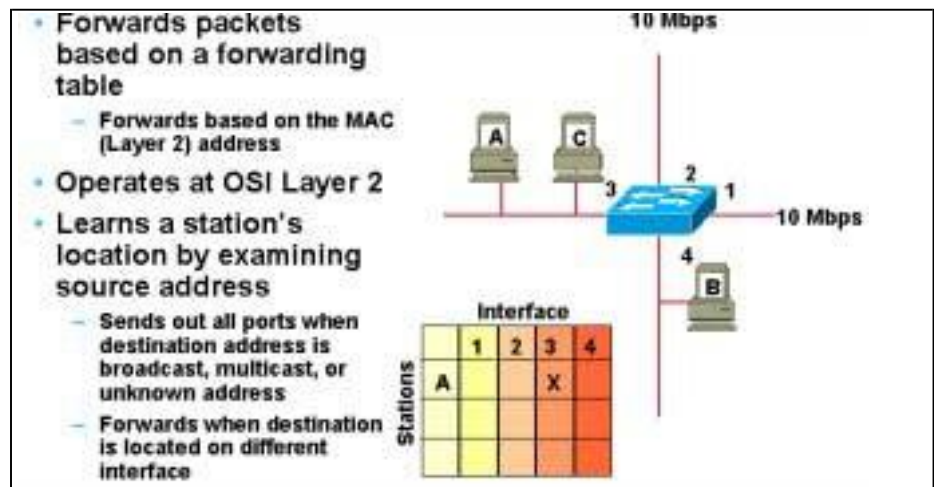 Forwards packets
based on a forwarding
table
– Forwards based on the MAC
(Layer 2) address
Operates at OSI Layer 2
Learns a station's
location by examining
source address
– Sends out all ports when
destination address is
broadcast, multicast, or
unknown address
– Forwards when destination
is located on different
interface
10 Mbps
A
C
3
2
1
10 Mbps
4
B
Interface
1 2 3 4
Stations
A X